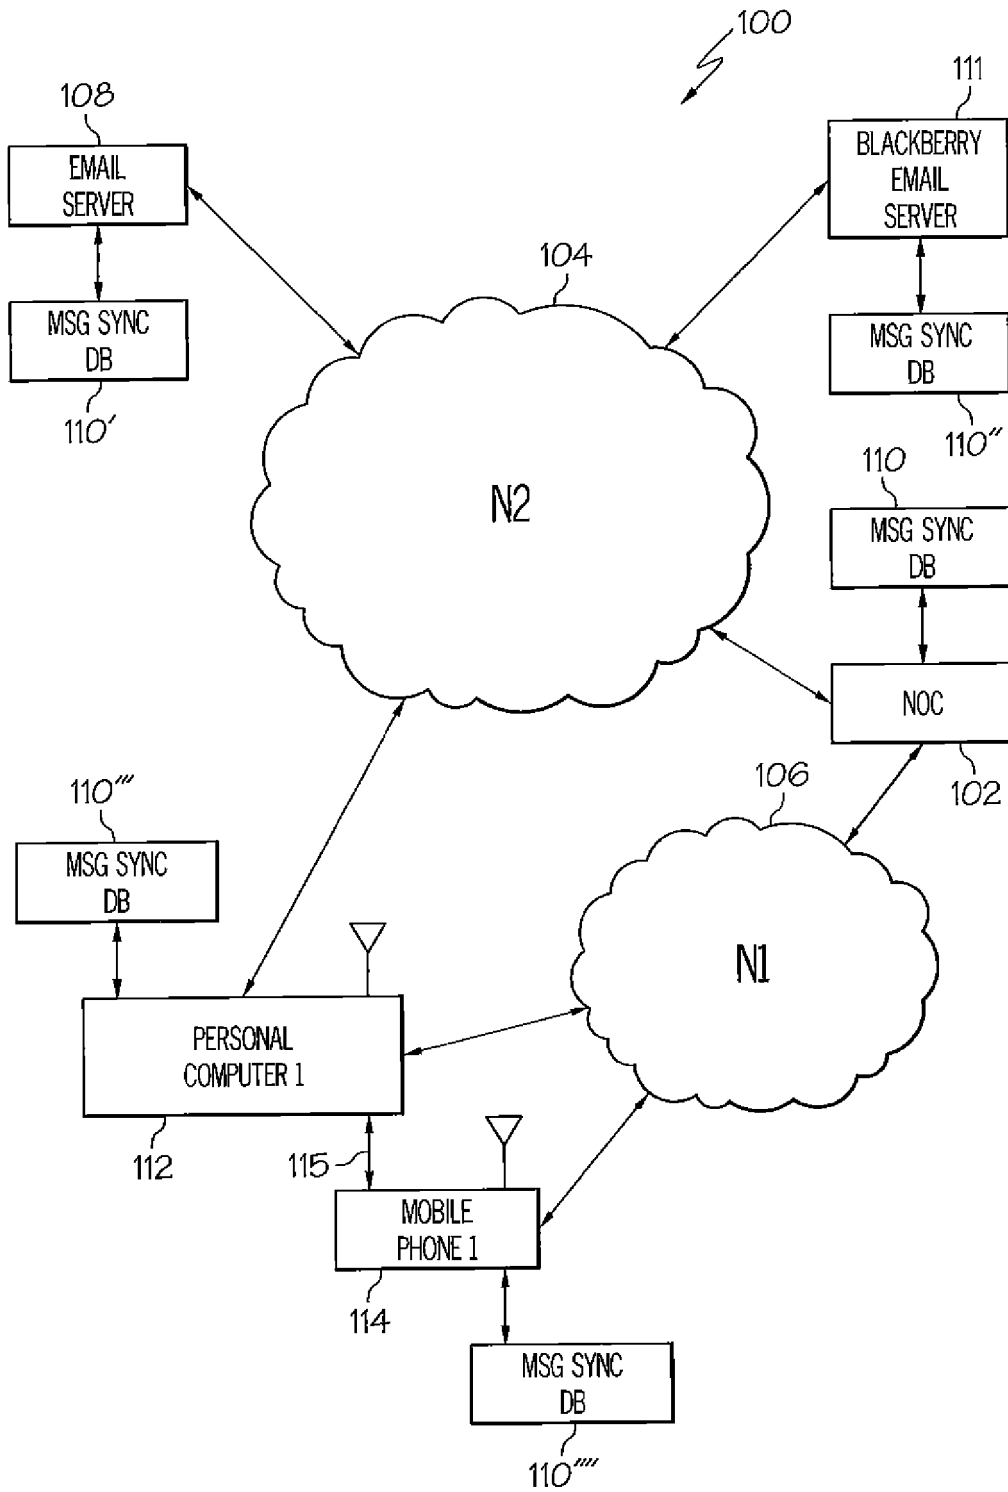 100
108
EMAIL
SERVER
MSG SYNC
DB
110'
111
BLACKBERRY
EMAIL
SERVER
MSG SYNC
DB
110"
104
N2
110
MSG SYNC
DB
NOC
102
110'''
MSG SYNC
DB
106
N1
PERSONAL
COMPUTER 1
112
115
MOBILE
PHONE 1
114
MSG SYNC
DB
110''''